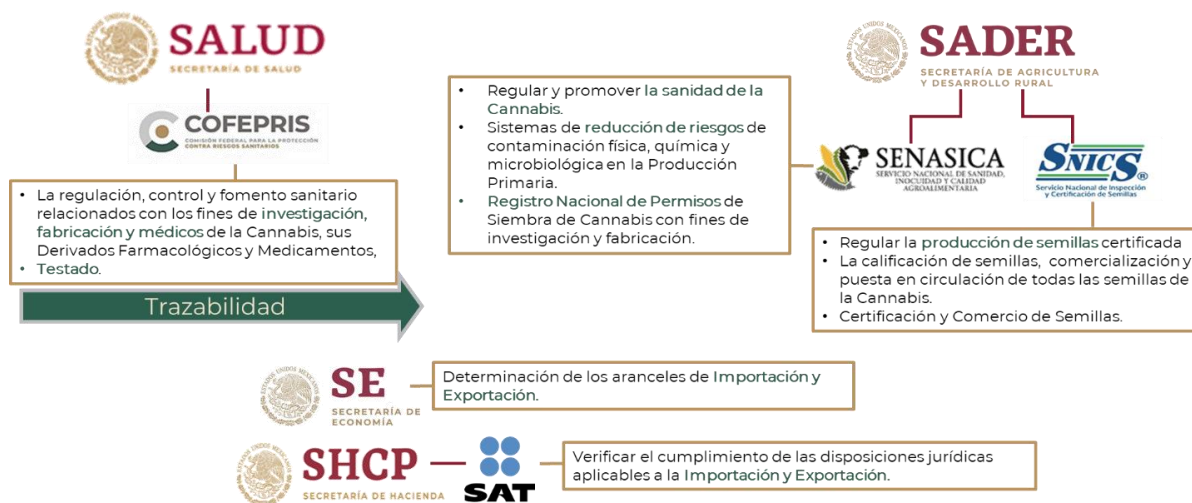 SALUD
SECRETARÍA DE SALUD
COFEPRIS
COMISIÓN FEDERAL PARA LA PROTECCIÓN
CONTRA RIESGOS SANITARIOS
• La regulación, control y fomento sanitario
relacionados con los fines de investigación,
fabricación y médicos de la Cannabis, sus
Derivados Farmacológicos y Medicamentos,
• Testado.
Trazabilidad
• Regular y promover la sanidad de la
Cannabis.
• Sistemas de reducción de riesgos de
contaminación física, química y
microbiológica en la Producción
Primaria.
• Registro Nacional de Permisos de
Siembra de Cannabis con fines de
investigación y fabricación.
SADER
SECRETARÍA DE AGRICULTURA
Y DESARROLLO RURAL
SENASICA
SERVICIO NACIONAL DE SANIDAD,
INOCUIDAD Y CALIDAD
AGROALIMENTARIA
SNICS®
Servicio Nacional de Inspección
y Certificación de Semillas
• Regular la producción de semillas certificada
• La calificación de semillas, comercialización y
puesta en circulación de todas las semillas de
la Cannabis.
• Certificación y Comercio de Semillas.
SE
SECRETARÍA DE
ECONOMÍA
Determinación de los aranceles de Importación y
Exportación.
SHCP
SECRETARÍA DE HACIENDA
SAT
Verificar el cumplimiento de las disposiciones jurídicas
aplicables a la Importación y Exportación.